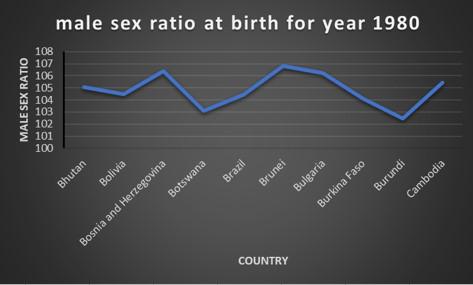 male sex ratio at birth for year 1980
108
107
106
105
104
103
102
101
100
MALE SEX RATIO
Bhutan
Bolivia
Bosnia and Herzegovina
Botswana
Brazil
Brunei
Bulgaria
Burkina Faso
Burundi
Cambodia
COUNTRY